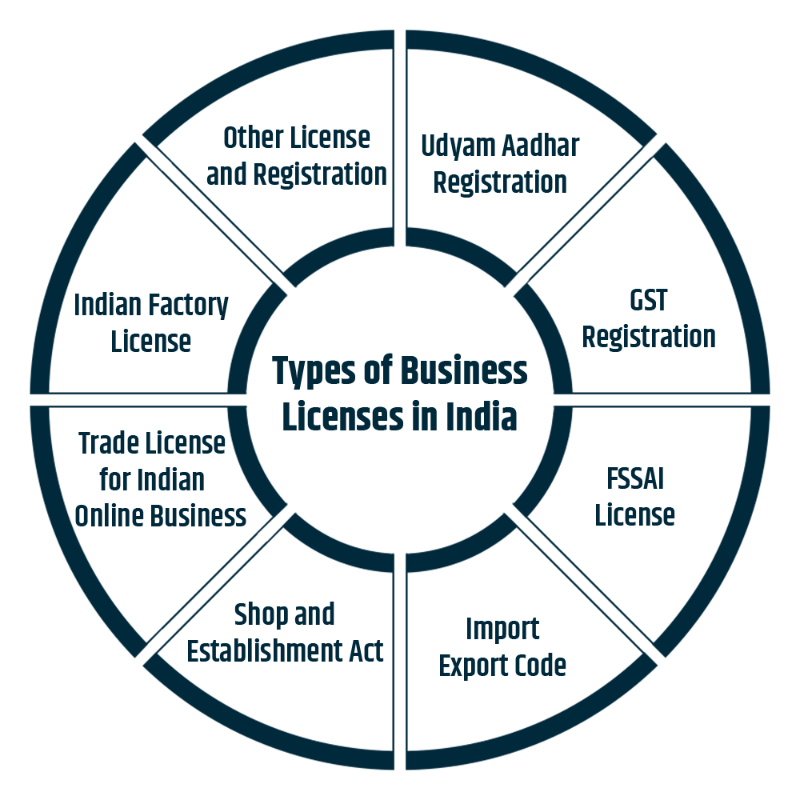 Types of Business
Licenses in India
Udyam Aadhar
Registration
GST
Registration
FSSAI
License
Import
Export Code
Shop and
Establishment Act
Trade License
for Indian
Online Business
Indian Factory
License
Other License
and Registration